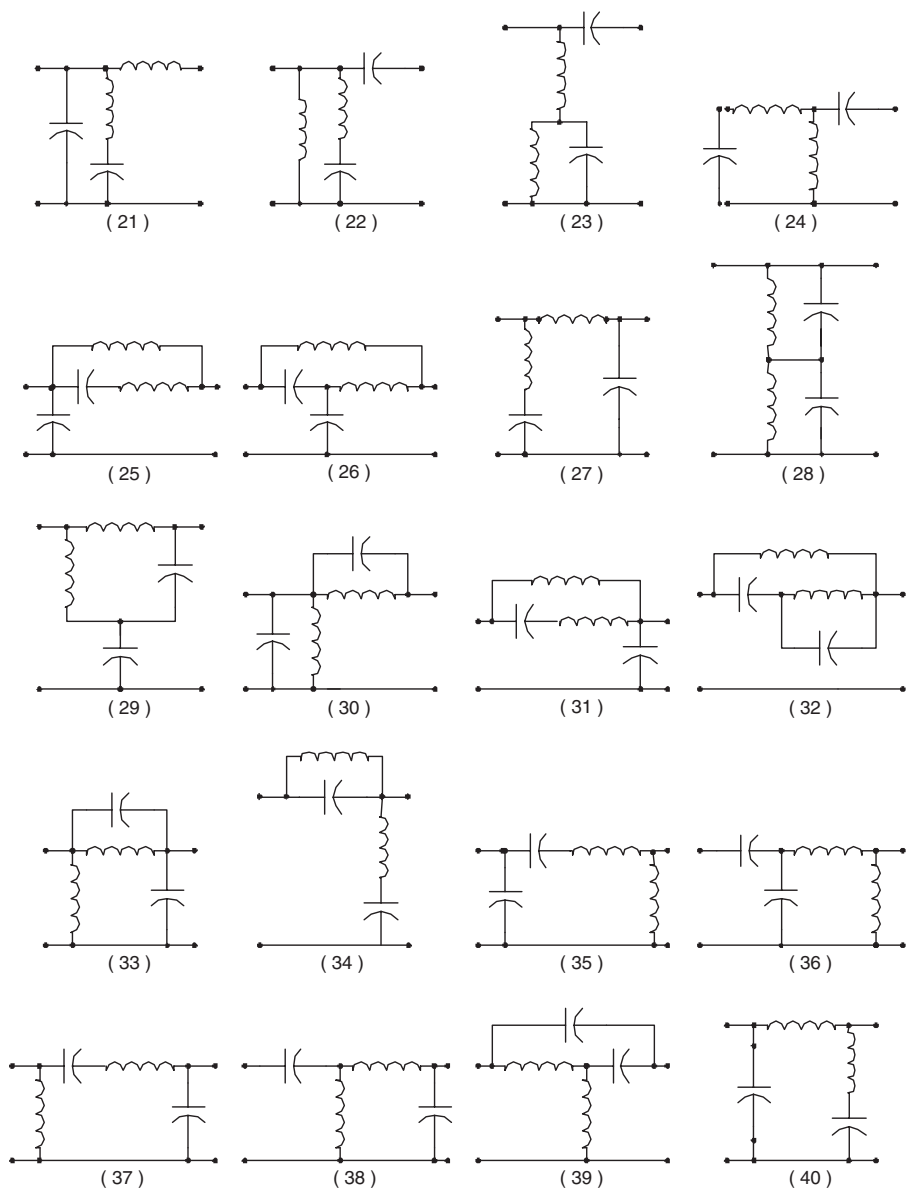 ( 21 ) ( 22 ) ( 23 ) ( 24 )
( 25 ) ( 26 ) ( 27 ) ( 28 )
( 29 ) ( 30 ) ( 31 ) ( 32 )
( 33 ) ( 34 ) ( 35 ) ( 36 )
( 37 ) ( 38 ) ( 39 ) ( 40 )